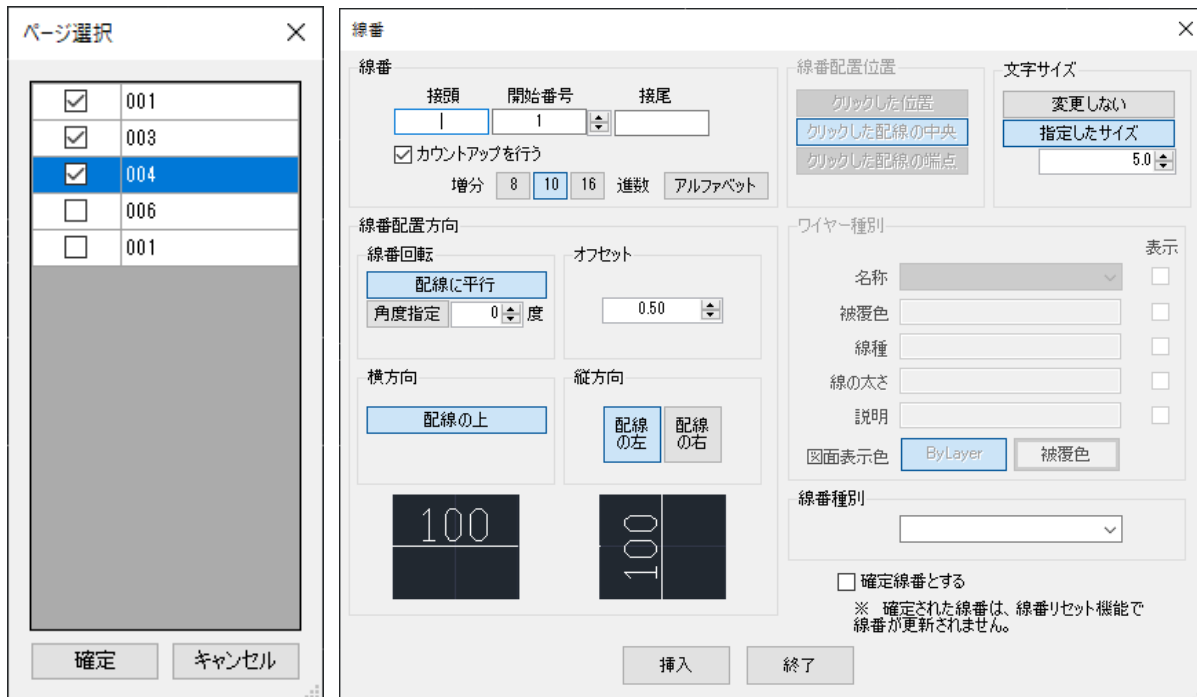 ページ選択
001
003
004
006
001
確定 キャンセル
線番
線番
接頭 開始番号 接尾
1
カウントアップを行う
増分 8 10 16 進数 アルファベット
線番配置位置
クリックした位置
クリックした配線の中央
クリックした配線の端点
文字サイズ
変更しない
指定したサイズ
5.0
線番配置方向
線番回転
配線に平行
角度指定 0 度
オフセット
0.50
横方向
配線の上
縦方向
配線
の左
配線
の右
100
100
ワイヤー種別
表示
名称
被覆色
線種
線の太さ
説明
図面表示色 ByLayer 被覆色
線番種別
確定線番とする
※ 確定された線番は、線番リセット機能で
線番が更新されません。
挿入 終了